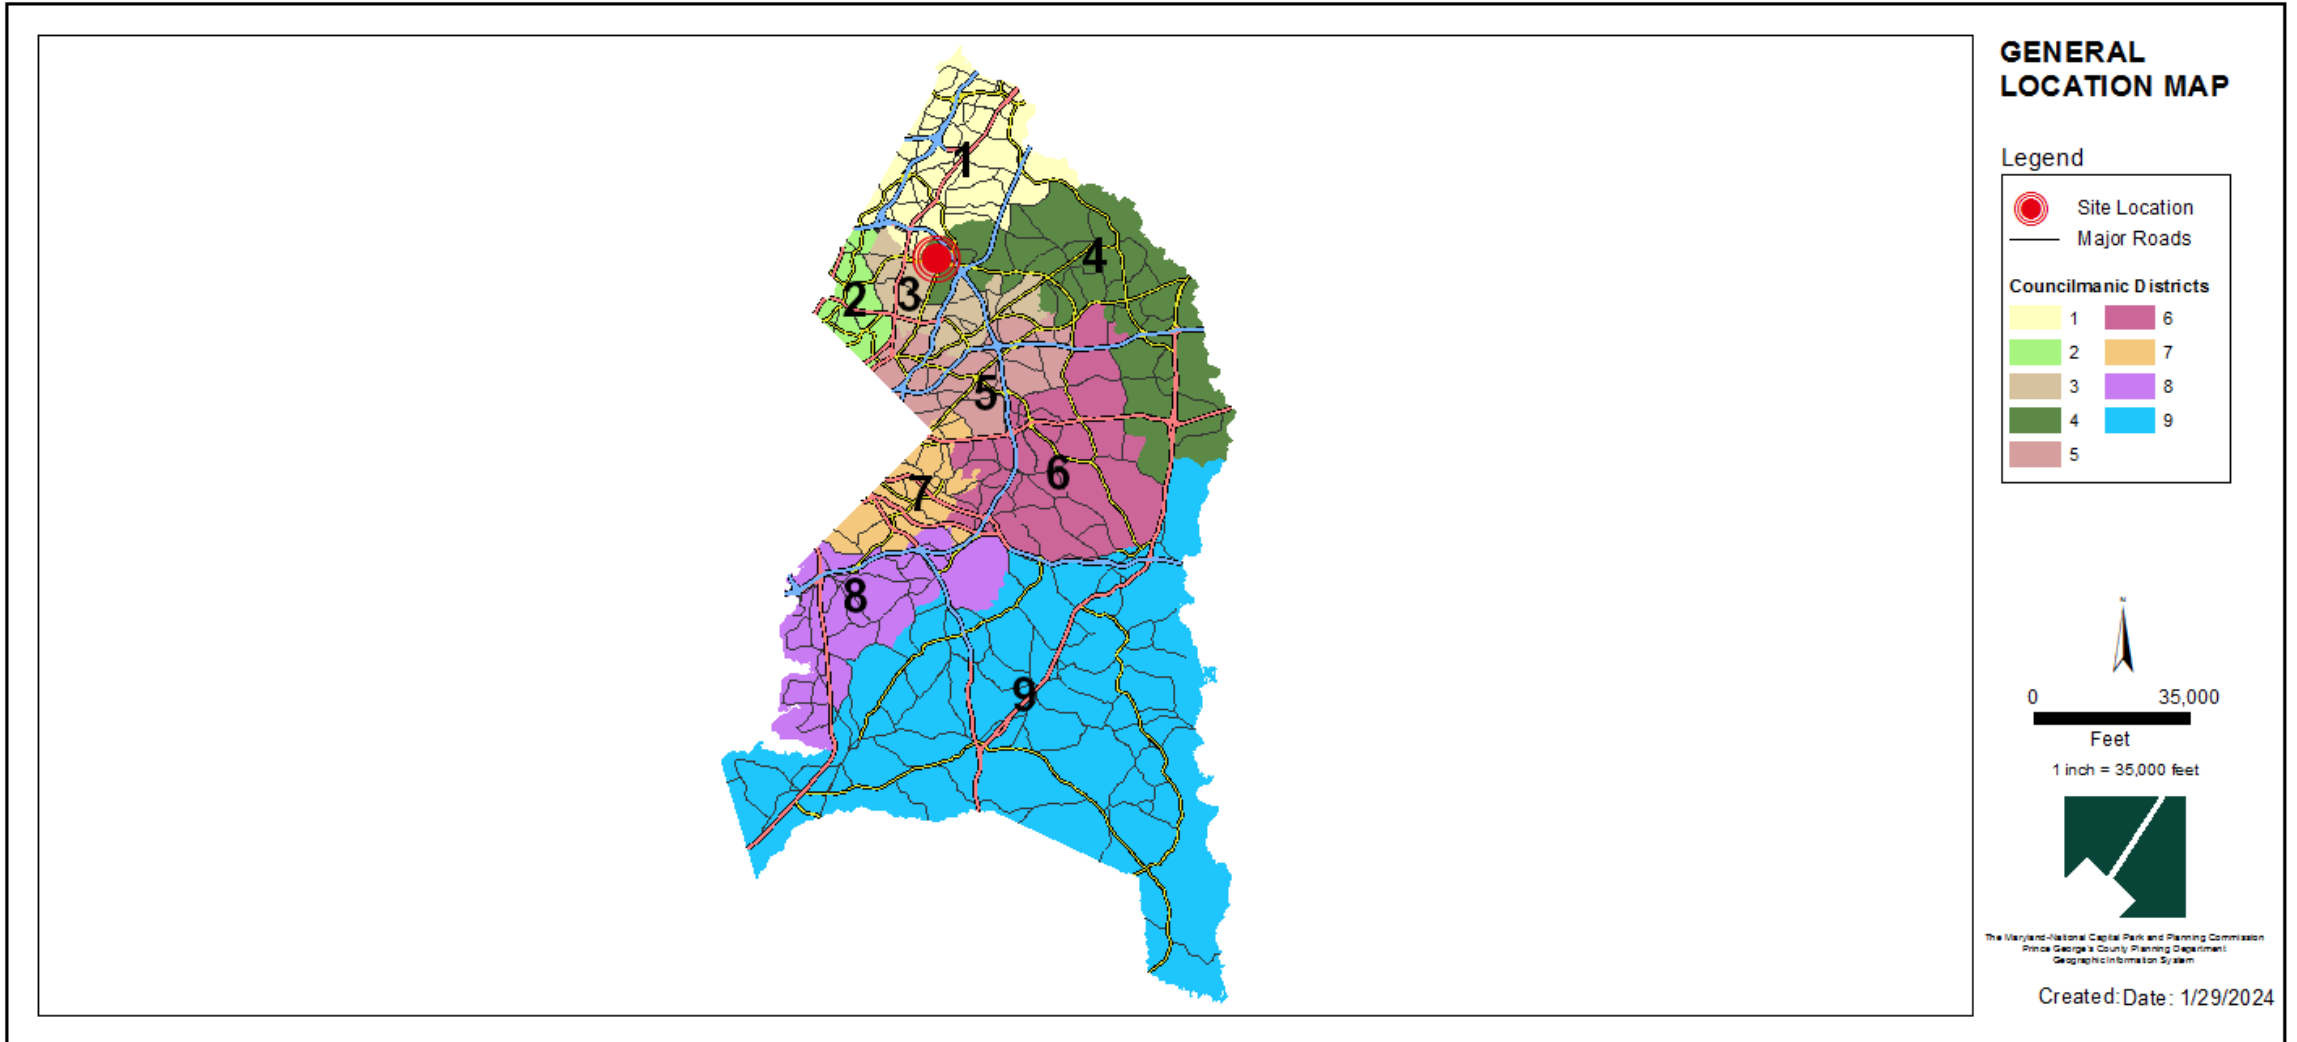 GENERAL
LOCATION MAP
Legend
Site Location
Major Roads
Councilmanic Districts
1 6
2 7
3 8
4 9
5
1
2
3
4
5
6
7
8
9
N
0 35,000
Feet
1 inch = 35,000 feet
The Maryland-National Capital Park and Planning Commission
Prince George's County Planning Department
Geographic Information System
Created: Date: 1/29/2024